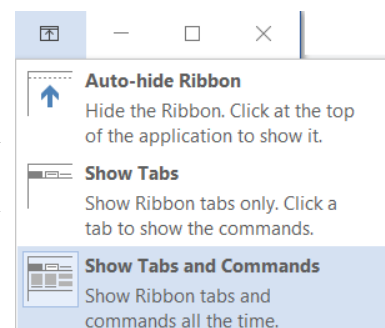 Auto-hide Ribbon
Hide the Ribbon. Click at the top
of the application to show it.
Show Tabs
Show Ribbon tabs only. Click a
tab to show the commands.
Show Tabs and Commands
Show Ribbon tabs and
commands all the time.